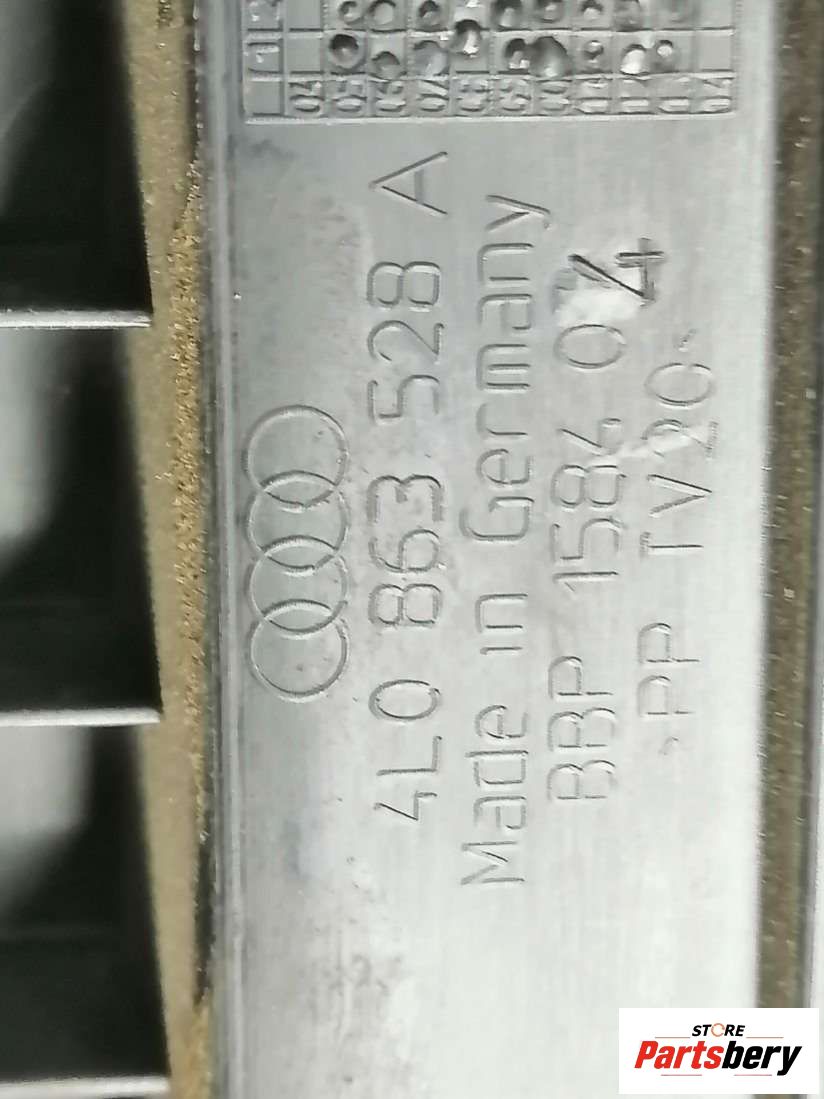 4L0 863 528 A
Made in Germany
BBP 1584 04
>PP TV20<
STORE
Partsbery